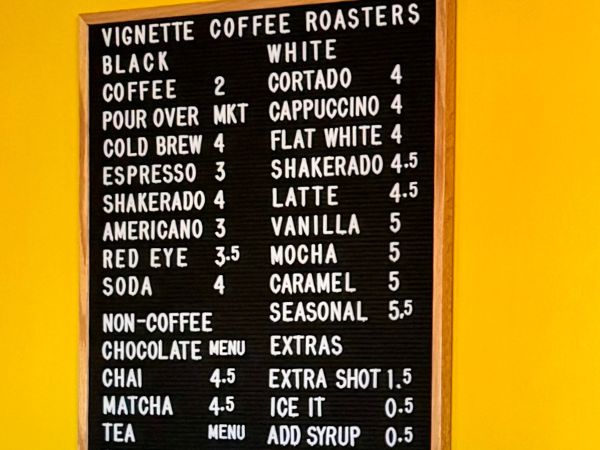 VIGNETTE COFFEE ROASTERS
BLACK
COFFEE 2
POUR OVER MKT
COLD BREW 4
ESPRESSO 3
SHAKERADO 4
AMERICANO 3
RED EYE 3.5
SODA 4
NON-COFFEE
CHOCOLATE MENU
CHAI 4.5
MATCHA 4.5
TEA MENU
WHITE
CORTADO 4
CAPPUCCINO 4
FLAT WHITE 4
SHAKERADO 4.5
LATTE 4.5
VANILLA 5
MOCHA 5
CARAMEL 5
SEASONAL 5.5
EXTRAS
EXTRA SHOT 1.5
ICE IT 0.5
ADD SYRUP 0.5